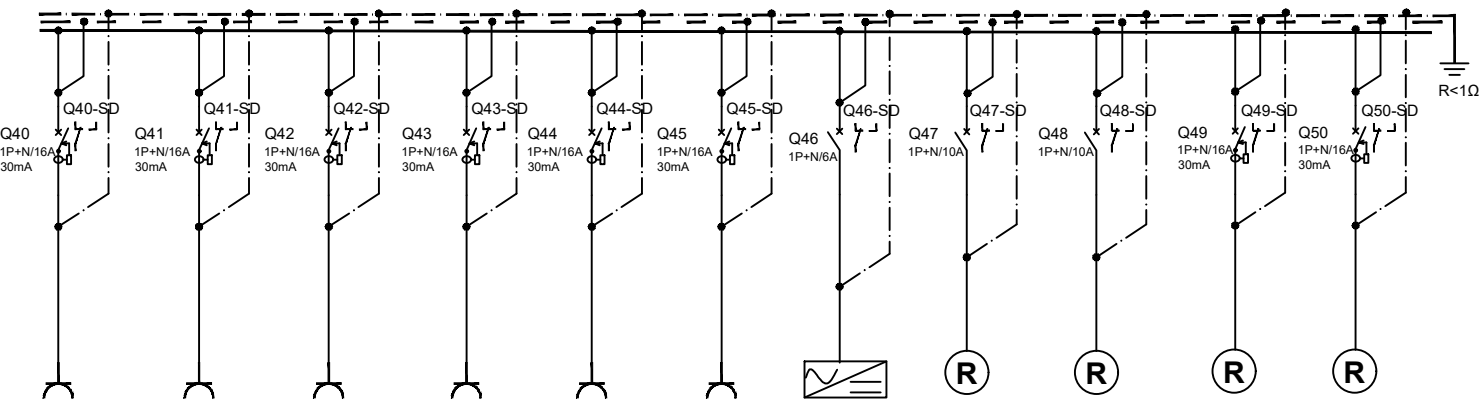 R<1Ω
Q40-SD
Q40
1P+N/16A
30mA
Q41-SD
Q41
1P+N/16A
30mA
Q42-SD
Q42
1P+N/16A
30mA
Q43-SD
Q43
1P+N/16A
30mA
Q44-SD
Q44
1P+N/16A
30mA
Q45-SD
Q45
1P+N/16A
30mA
Q46-SD
Q46
1P+N/6A
Q47-SD
Q47
1P+N/10A
R
Q48-SD
Q48
1P+N/10A
R
Q49-SD
Q49
1P+N/16A
30mA
R
Q50-SD
Q50
1P+N/16A
30mA
R